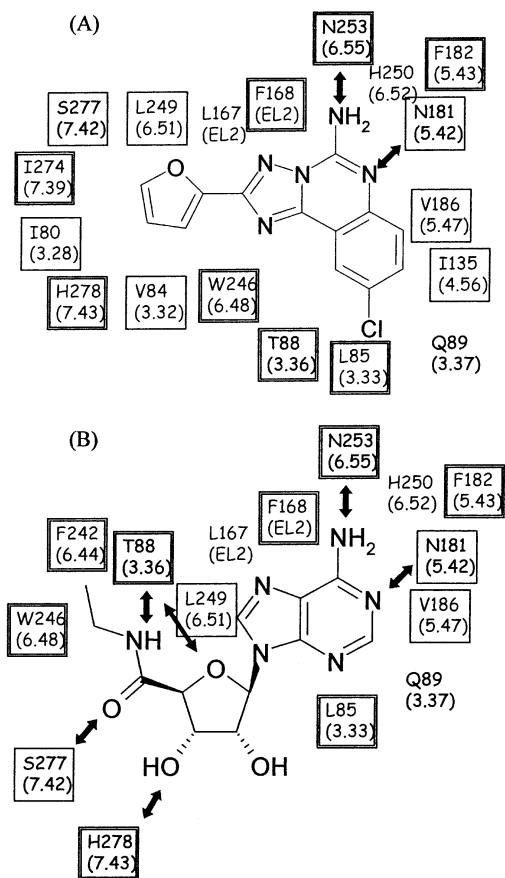 (A)
N253
(6.55)
H250
(6.52)
F182
(5.43)
S277
(7.42)
L249
(6.51)
L167
(EL2)
F168
(EL2)
NH2
N181
(5.42)
I274
(7.39)
O
N
N
N
N
V186
(5.47)
I80
(3.28)
I135
(4.56)
H278
(7.43)
V84
(3.32)
W246
(6.48)
Cl
T88
(3.36)
L85
(3.33)
Q89
(3.37)
(B)
N253
(6.55)
H250
(6.52)
F182
(5.43)
F168
(EL2)
L167
(EL2)
NH2
F242
(6.44)
T88
(3.36)
N181
(5.42)
L249
(6.51)
N
N
V186
(5.47)
W246
(6.48)
NH
N
N
O
Q89
(3.37)
O
L85
(3.33)
S277
(7.42)
HO
OH
H278
(7.43)